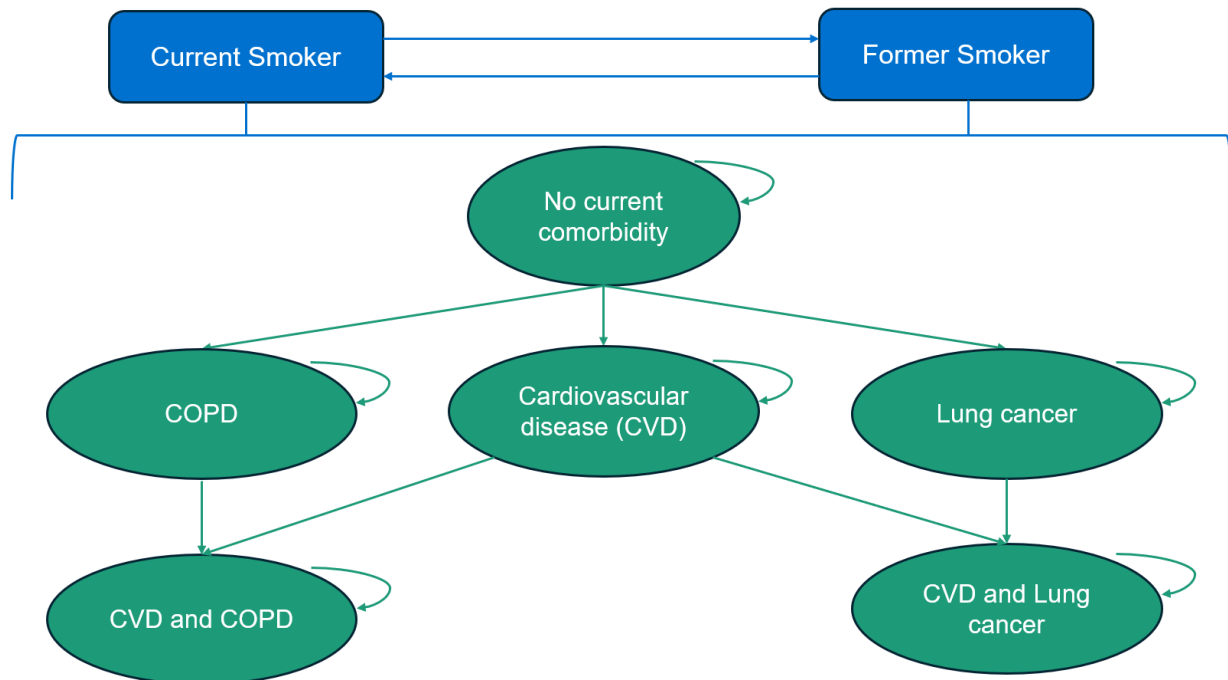 Current Smoker
Former Smoker
No current
comorbidity
COPD
Cardiovascular
disease (CVD)
Lung cancer
CVD and COPD
CVD and Lung
cancer